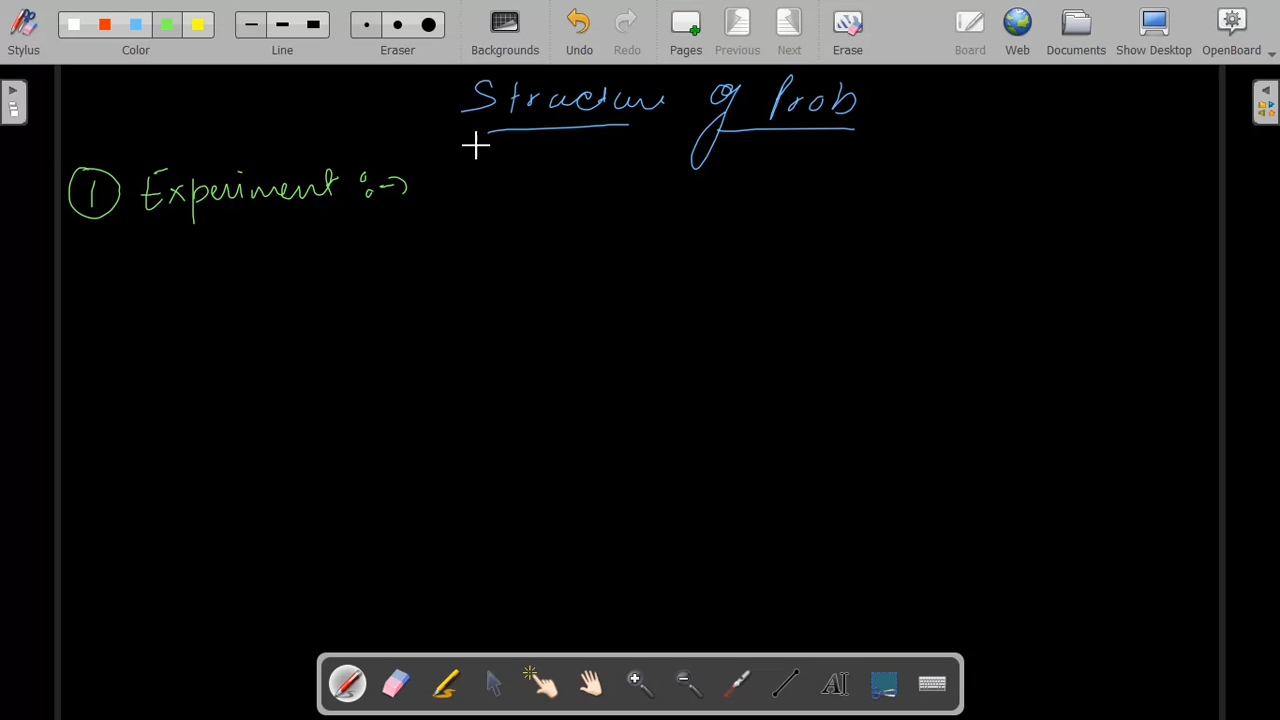 Stylus Color Line Eraser Backgrounds Undo Redo Pages Previous Next Erase Board Web Documents Show Desktop OpenBoard
Structure of Prob
① Experiment :->